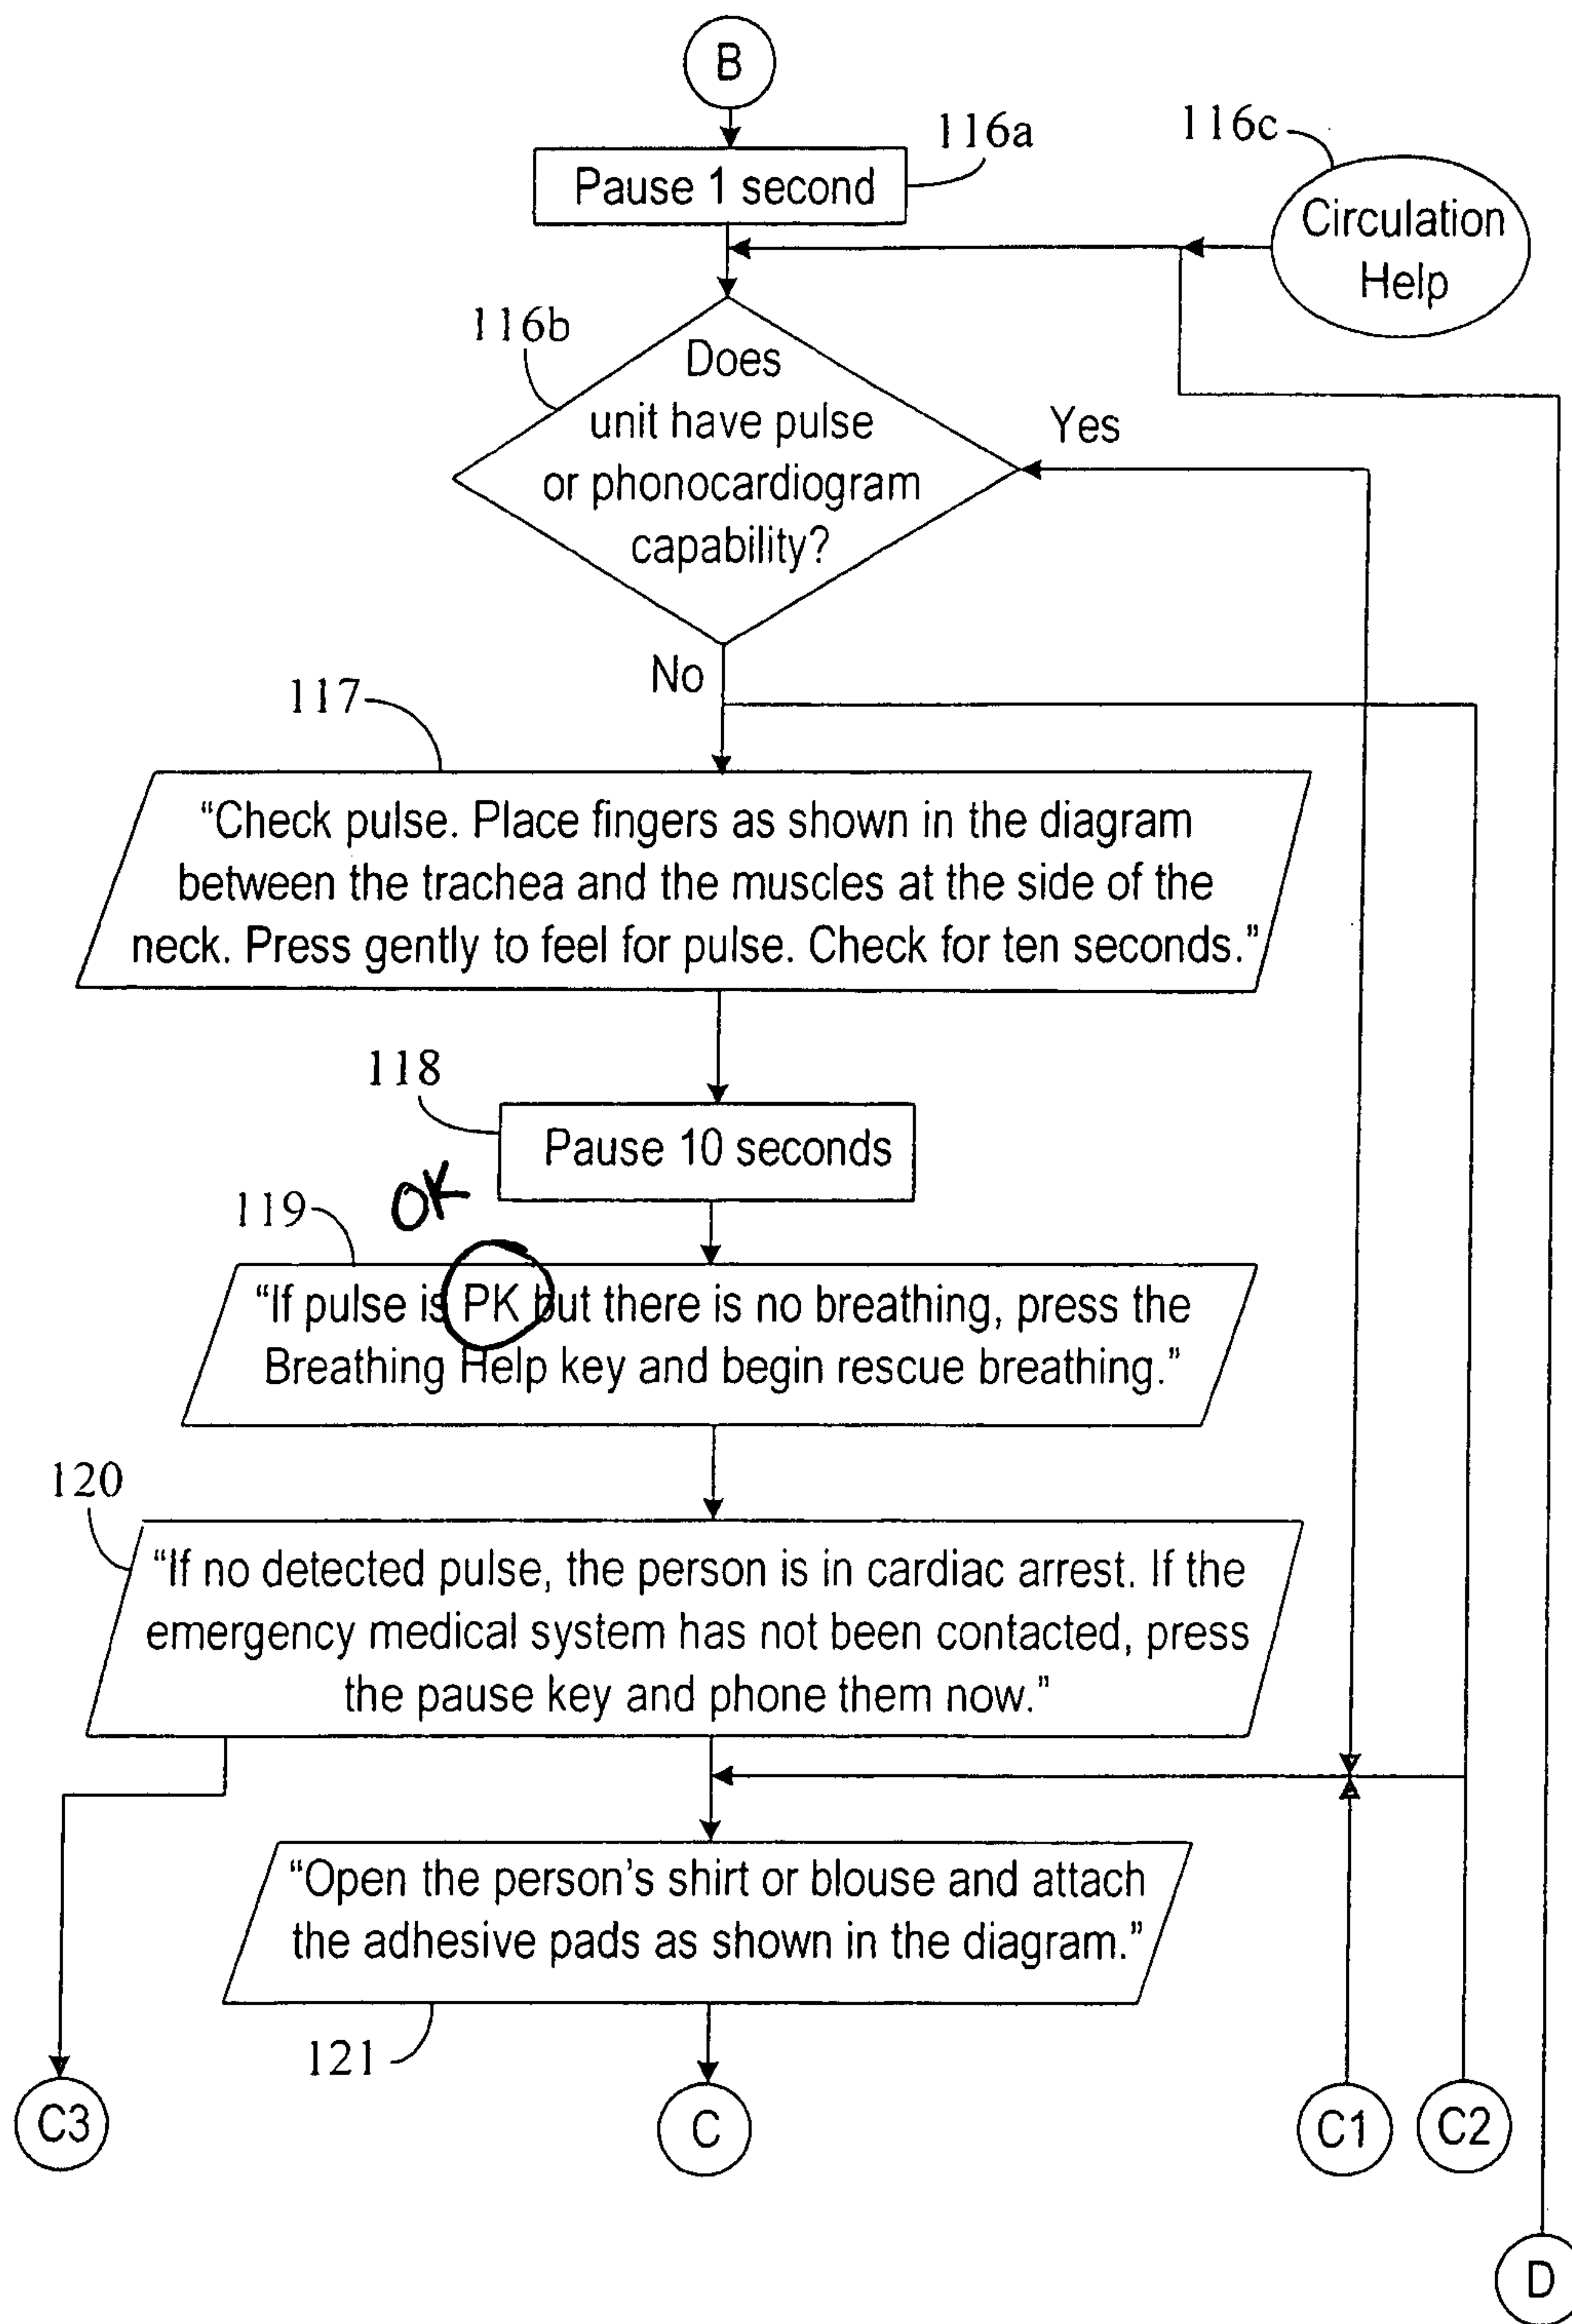 B
116a
Pause 1 second
116c
Circulation
Help
116b
Does
unit have pulse
or phonocardiogram
capability?
Yes
No
117
“Check pulse. Place fingers as shown in the diagram
between the trachea and the muscles at the side of the
neck. Press gently to feel for pulse. Check for ten seconds.”
118
Pause 10 seconds
OK
119
“If pulse is PK but there is no breathing, press the
Breathing Help key and begin rescue breathing.”
120
“If no detected pulse, the person is in cardiac arrest. If the
emergency medical system has not been contacted, press
the pause key and phone them now.”
“Open the person’s shirt or blouse and attach
the adhesive pads as shown in the diagram.”
121
C3
C
C1
C2
D